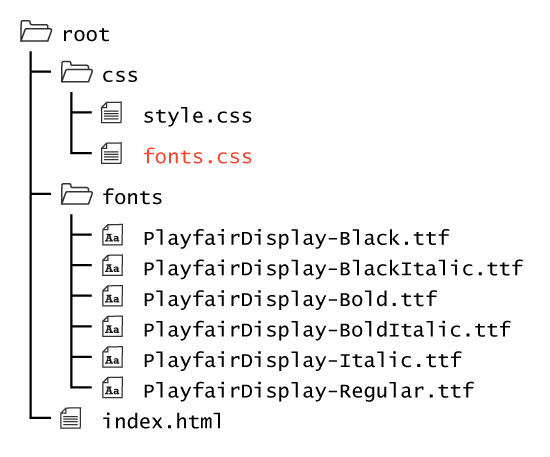 root
css
style.css
fonts.css
fonts
Aa PlayfairDisplay-Black.ttf
Aa PlayfairDisplay-BlackItalic.ttf
Aa PlayfairDisplay-Bold.ttf
Aa PlayfairDisplay-BoldItalic.ttf
Aa PlayfairDisplay-Italic.ttf
Aa PlayfairDisplay-Regular.ttf
index.html